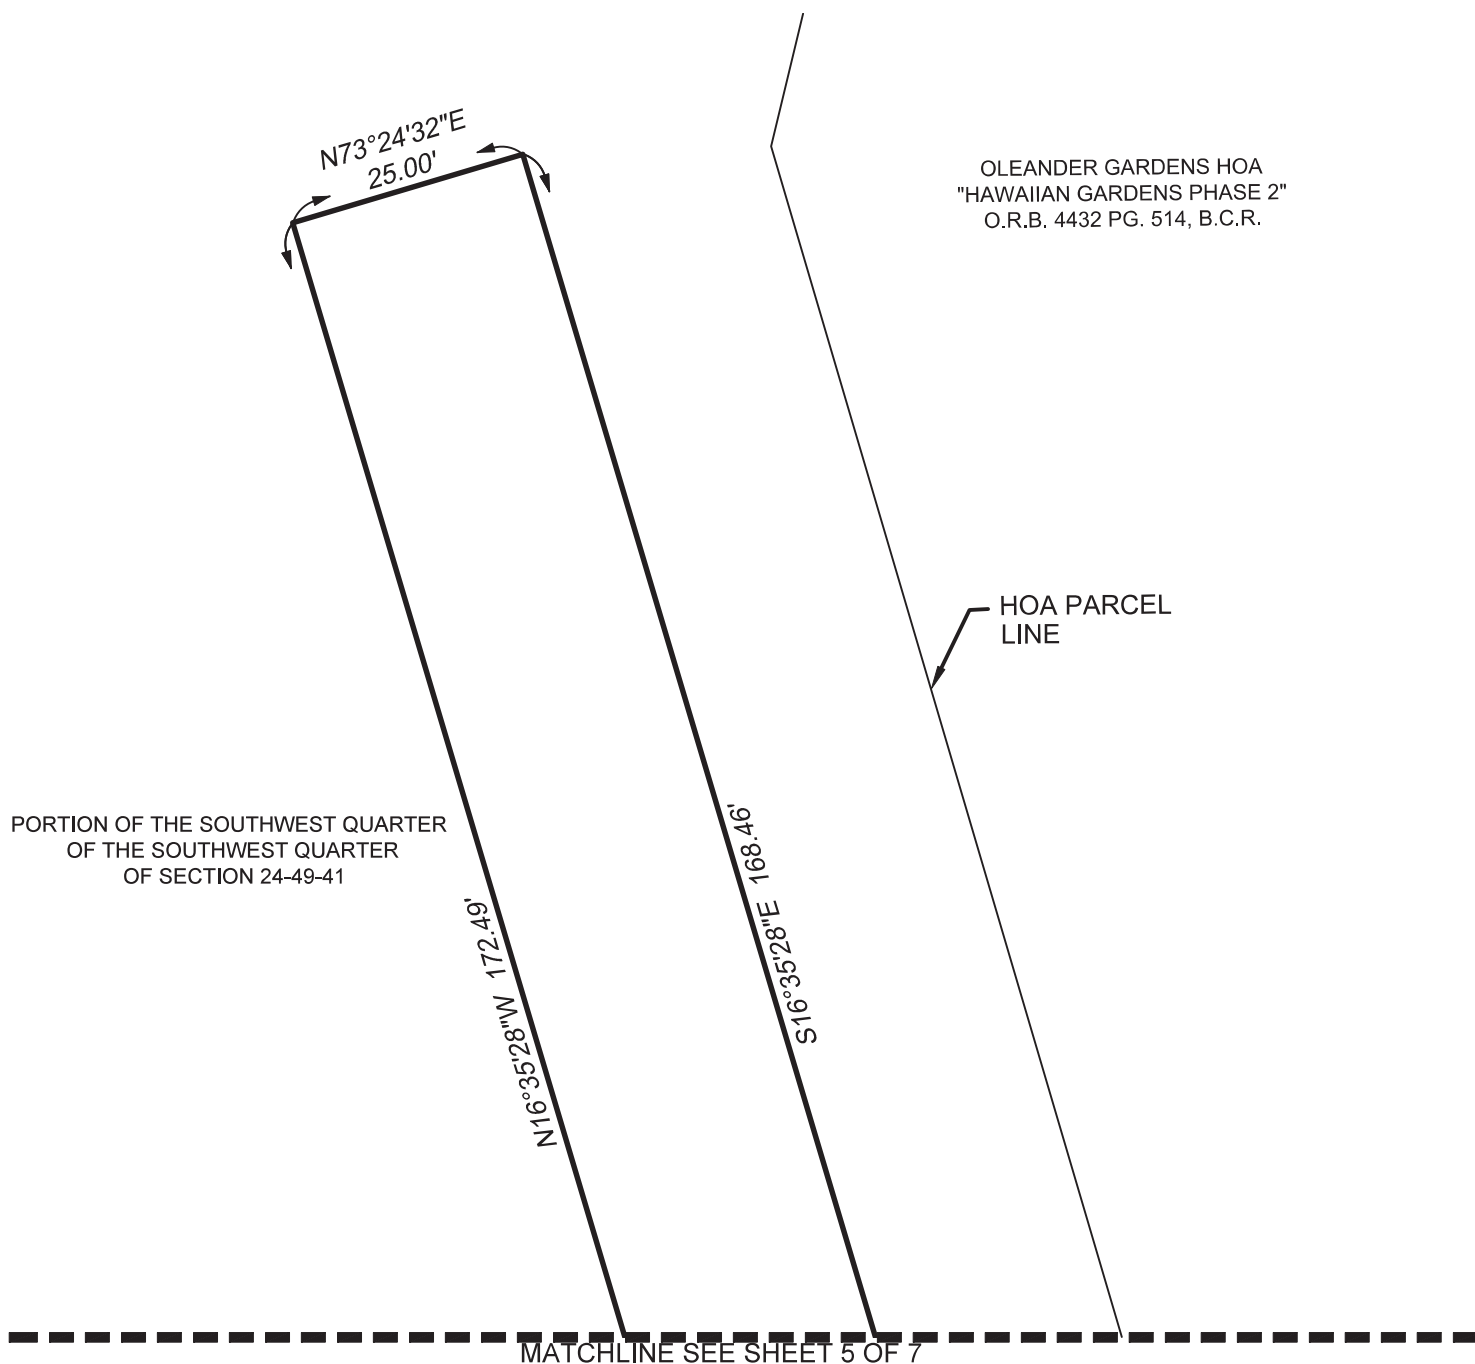 N73°24'32"E
25.00'
OLEANDER GARDENS HOA
"HAWAIIAN GARDENS PHASE 2"
O.R.B. 4432 PG. 514, B.C.R.
HOA PARCEL
LINE
PORTION OF THE SOUTHWEST QUARTER
OF THE SOUTHWEST QUARTER
OF SECTION 24-49-41
N16°35'28"W 172.49'
S16°35'28"E 168.46'
MATCHLINE SEE SHEET 5 OF 7